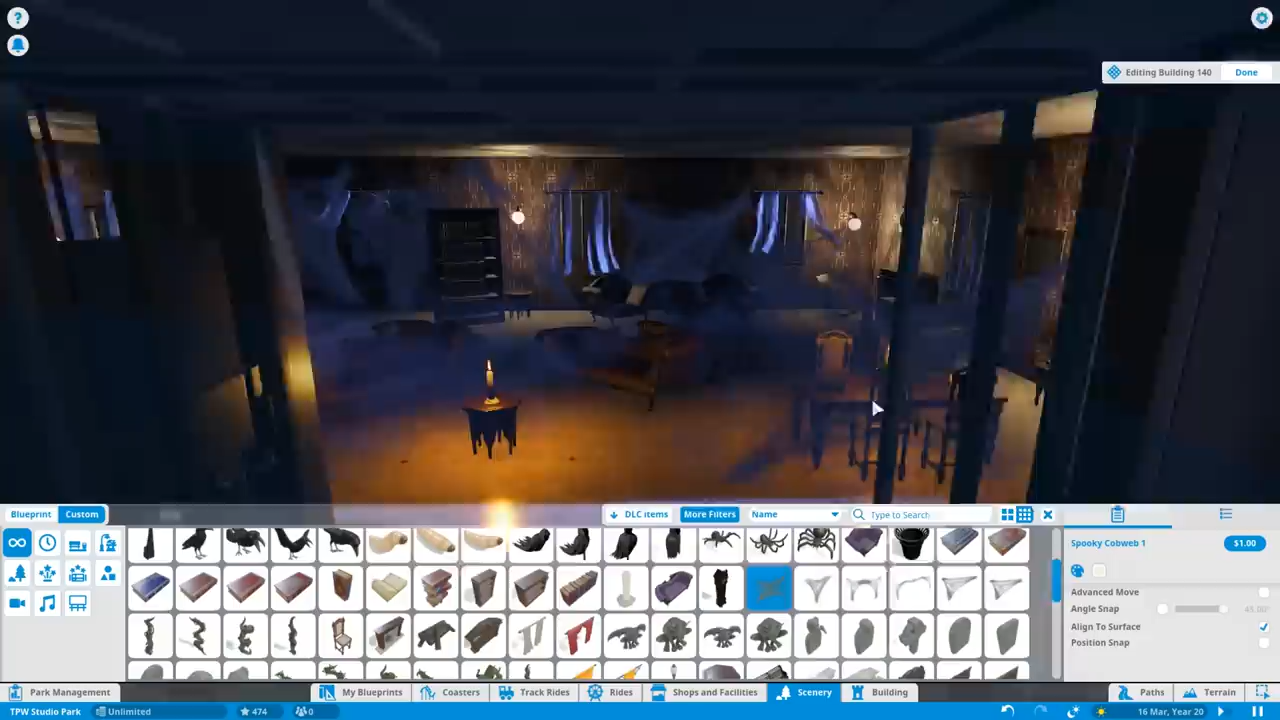 ?
Editing Building 140 Done
Blueprint Custom DLC items More Filters Name Type to Search
Spooky Cobweb 1 $1.00
Advanced Move
Angle Snap 45.00°
Align To Surface
Position Snap
Park Management My Blueprints Coasters Track Rides Rides Shops and Facilities Scenery Building Paths Terrain
TPW Studio Park Unlimited 474 0 16 Mar, Year 20